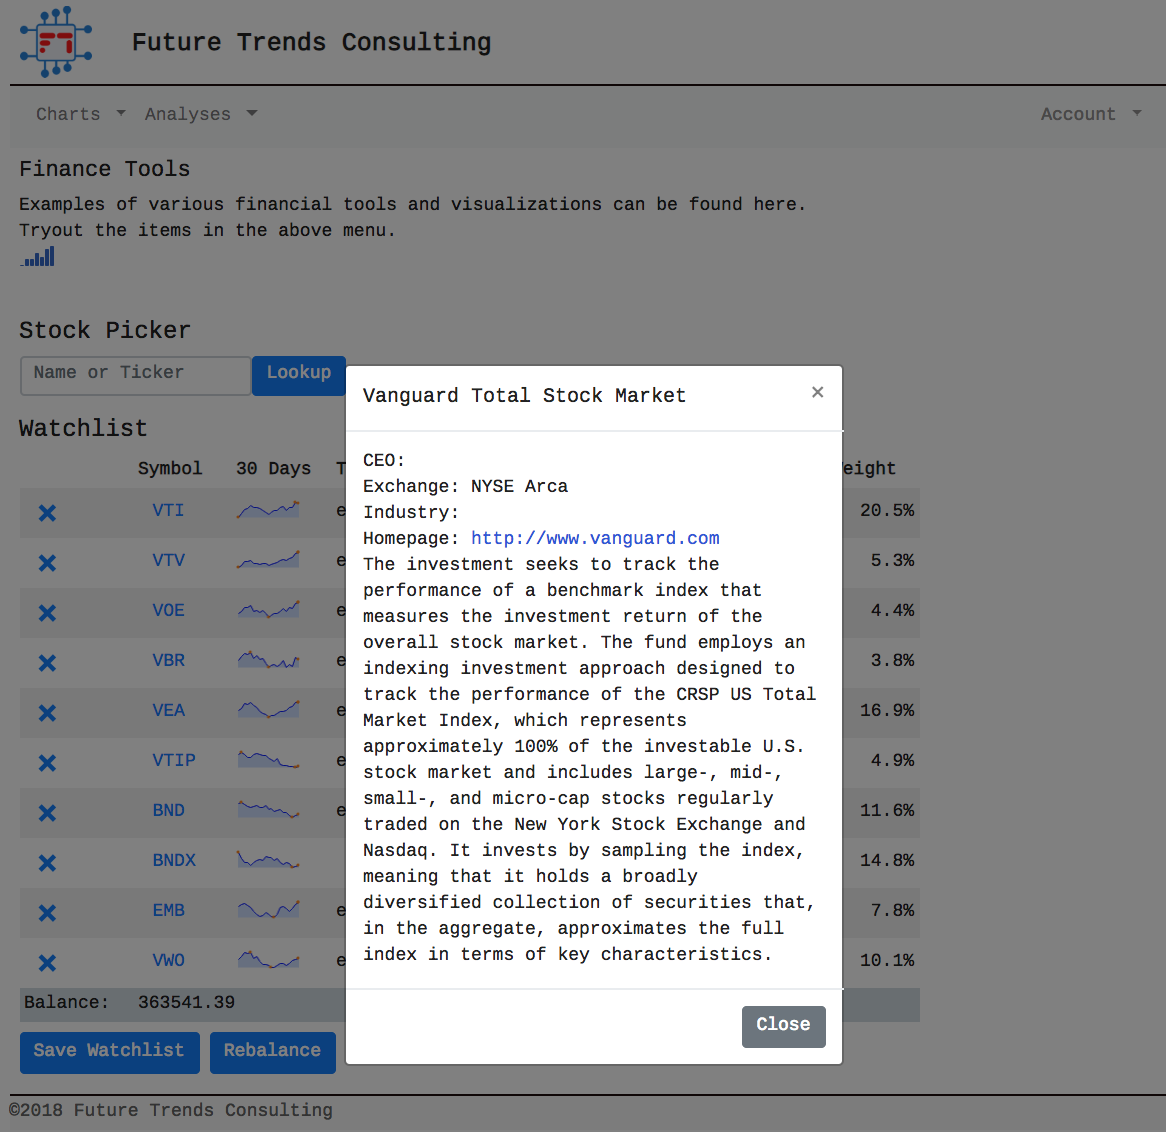 Future Trends Consulting
Charts Analyses Account
Finance Tools
Examples of various financial tools and visualizations can be found here.
Tryout the items in the above menu.
Stock Picker
Name or Ticker Lookup
Watchlist
Symbol 30 Days T eight
VTI e 20.5%
VTV e 5.3%
VOE e 4.4%
VBR e 3.8%
VEA e 16.9%
VTIP e 4.9%
BND e 11.6%
BNDX e 14.8%
EMB e 7.8%
VWO e 10.1%
Balance: 363541.39
Save Watchlist Rebalance
Vanguard Total Stock Market ×
CEO:
Exchange: NYSE Arca
Industry:
Homepage: http://www.vanguard.com
The investment seeks to track the
performance of a benchmark index that
measures the investment return of the
overall stock market. The fund employs an
indexing investment approach designed to
track the performance of the CRSP US Total
Market Index, which represents
approximately 100% of the investable U.S.
stock market and includes large-, mid-,
small-, and micro-cap stocks regularly
traded on the New York Stock Exchange and
Nasdaq. It invests by sampling the index,
meaning that it holds a broadly
diversified collection of securities that,
in the aggregate, approximates the full
index in terms of key characteristics.
Close
©2018 Future Trends Consulting